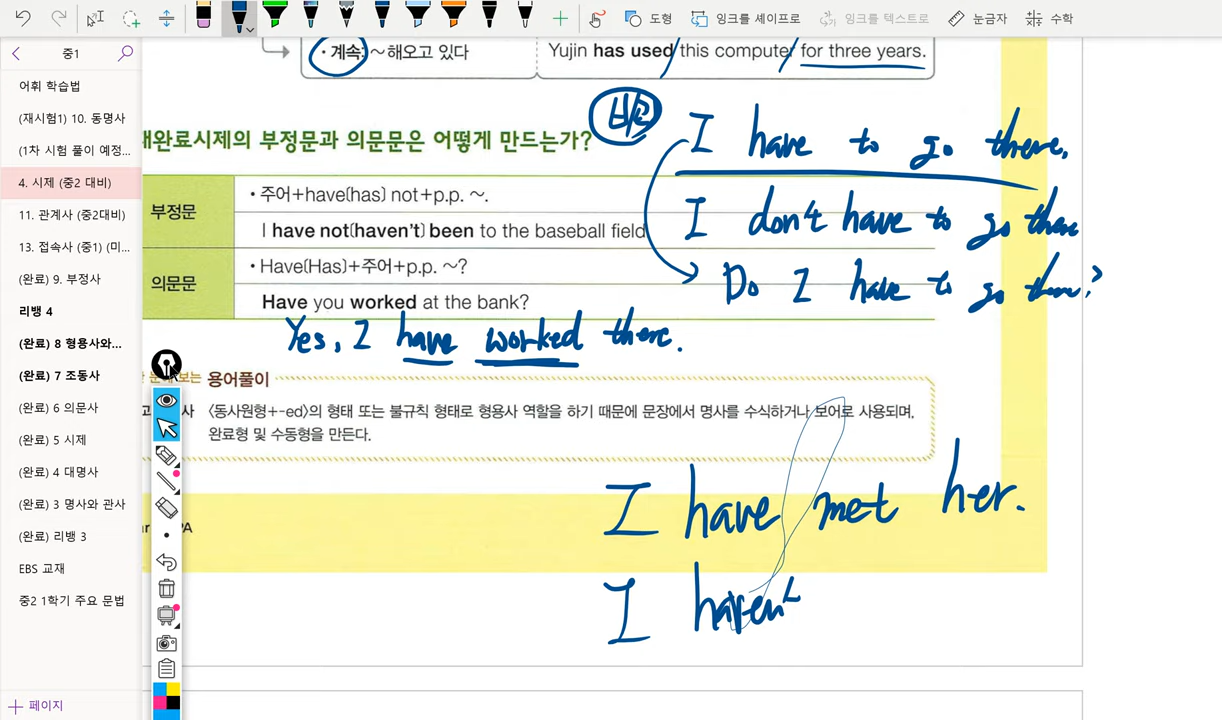 도형 잉크를 셰이프로 잉크를 텍스트로 눈금자 수학
중1
어휘 학습법
(재시험1) 10. 동명사
(1차 시험 풀이 예정...
4. 시제 (중2 대비)
11. 관계사 (중2대비)
13. 접속사 (중1) (미...
(완료) 9. 부정사
리뱅 4
(완료) 8 형용사와...
(완료) 7 조동사
(완료) 6 의문사
(완료) 5 시제
(완료) 4 대명사
(완료) 3 명사와 관사
(완료) 리뱅 3
EBS 교재
중2 1학기 주요 문법
페이지
· 계속: ~해오고 있다
Yujin has used this computer for three years.
재완료시제의 부정문과 의문문은 어떻게 만드는가?
비교
I have to go there.
I don't have to go there
Do I have to go there?
부정문
· 주어+have(has) not+p.p. ~.
I have not(haven't) been to the baseball field
의문문
· Have(Has)+주어+p.p. ~?
Have you worked at the bank?
Yes, I have worked there.
보는 용어풀이
사 〈동사원형+-ed〉의 형태 또는 불규칙 형태로 형용사 역할을 하기 때문에 문장에서 명사를 수식하거나 보어로 사용되며,
완료형 및 수동형을 만든다.
I have met her.
I haven't